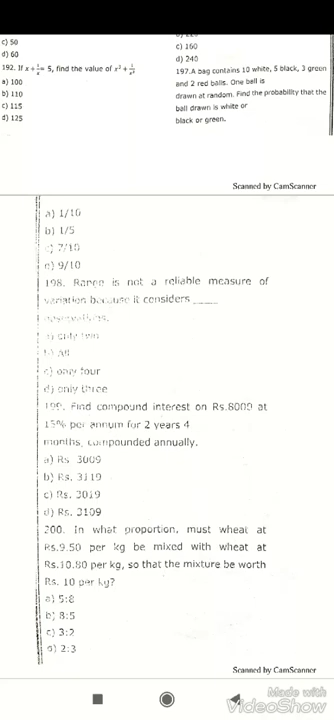 c) 50
d) 60
192. If x + 1/x = 5, find the value of x³ + 1/x³
a) 100
b) 110
c) 115
d) 125
c) 160
d) 240
197.A bag contains 10 white, 5 black, 3 green
and 2 red balls. One ball is
drawn at random. Find the probability that the
ball drawn is white or
black or green.
Scanned by CamScanner
a) 1/10
b) 1/5
c) 7/10
d) 9/10
198. Range is not a reliable measure of
variation because it considers ____
observations.
a) only two
b) All
c) only four
d) only three
199. Find compound interest on Rs.8000 at
15% per annum for 2 years 4
months, compounded annually.
a) Rs 3009
b) Rs. 3119
c) Rs. 3019
d) Rs. 3109
200. In what proportion, must wheat at
Rs.9.50 per kg be mixed with wheat at
Rs.10.80 per kg, so that the mixture be worth
Rs. 10 per kg?
a) 5:8
b) 8:5
c) 3:2
d) 2:3
Scanned by CamScanner
Made with
VideoShow